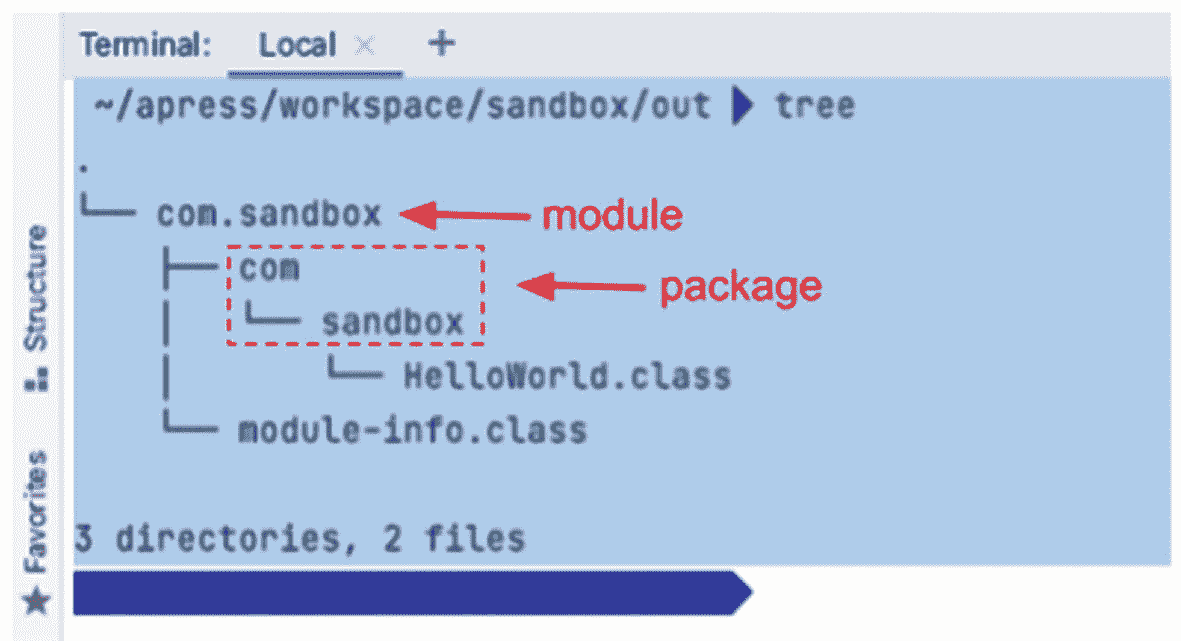 Terminal: Local × +
~/apress/workspace/sandbox/out tree
.
└── com.sandbox module
├── com
│ └── sandbox package
│ └── HelloWorld.class
└── module-info.class
3 directories, 2 files
Structure
Favorites